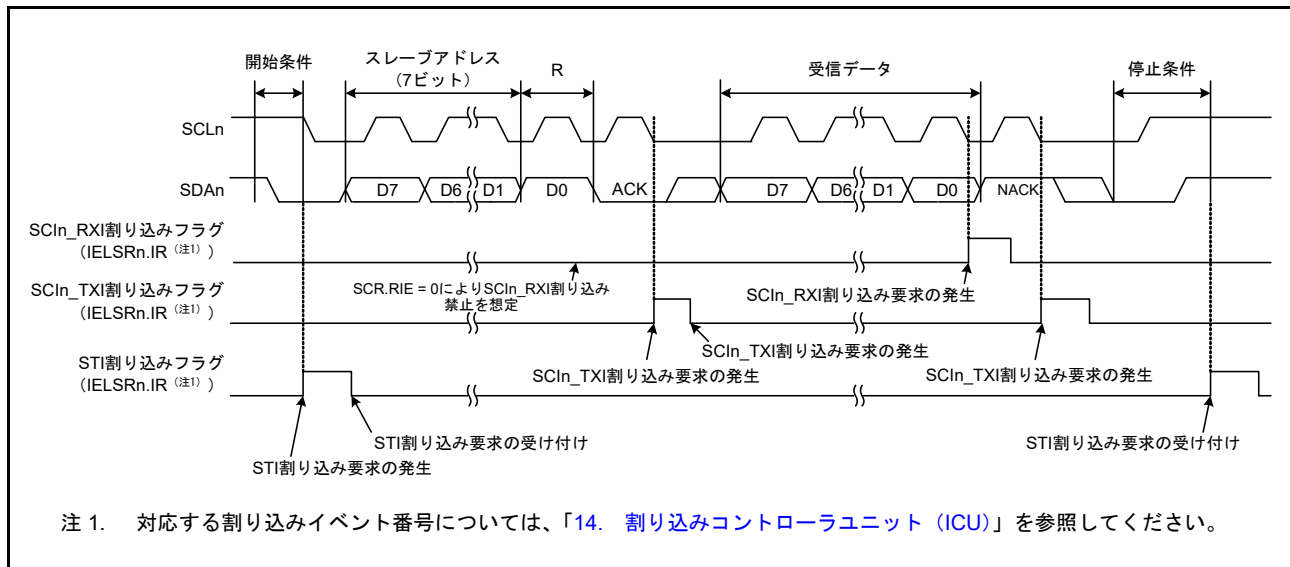 開始条件
スレーブアドレス
（7ビット）
R
受信データ
停止条件
SCLn
SDAn
D7
D6
D1
D0
ACK
D7
D6
D1
D0
NACK
SCIn_RXI割り込みフラグ
（IELSRn.IR（注1））
SCR.RIE = 0によりSCIn_RXI割り込み
禁止を想定
SCIn_RXI割り込み要求の発生
SCIn_TXI割り込みフラグ
（IELSRn.IR（注1））
SCIn_TXI割り込み要求の発生
SCIn_TXI割り込み要求の発生
SCIn_TXI割り込み要求の発生
STI割り込みフラグ
（IELSRn.IR（注1））
STI割り込み要求の受け付け
STI割り込み要求の受け付け
STI割り込み要求の発生
注 1. 対応する割り込みイベント番号については、「14. 割り込みコントローラユニット（ICU）」を参照してください。